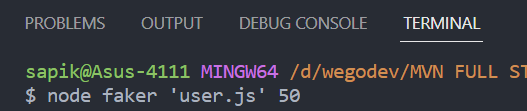 PROBLEMS OUTPUT DEBUG CONSOLE TERMINAL
sapik@Asus-4111 MINGW64 /d/wegodev/MVN FULL ST
$ node faker 'user.js' 50